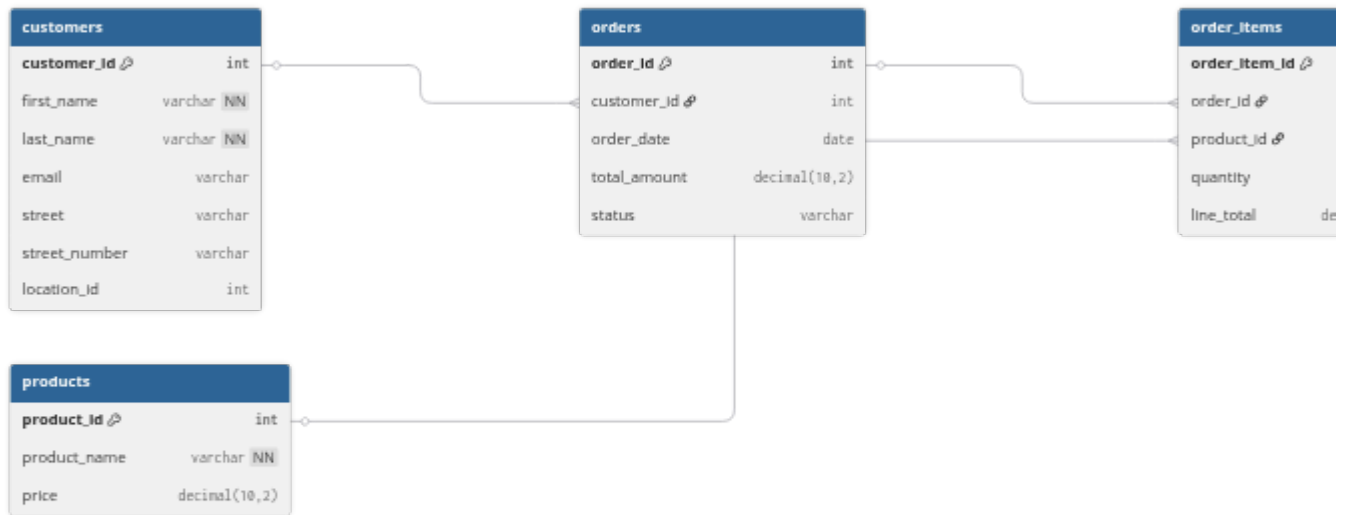 customers
customer_id int
first_name varchar NN
last_name varchar NN
email varchar
street varchar
street_number varchar
location_id int
orders
order_id int
customer_id int
order_date date
total_amount decimal(10,2)
status varchar
order_items
order_item_id
order_id
product_id
quantity
line_total de
products
product_id int
product_name varchar NN
price decimal(10,2)